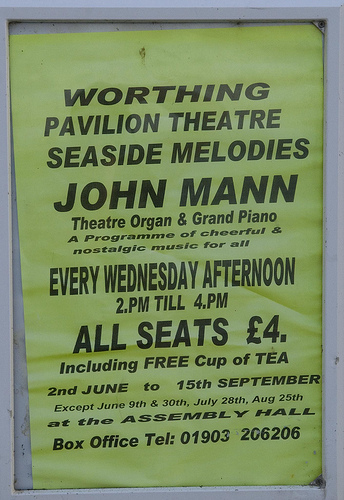 WORTHING
PAVILION THEATRE
SEASIDE MELODIES
JOHN MANN
Theatre Organ & Grand Piano
A Programme of cheerful &
nostalgic music for all
EVERY WEDNESDAY AFTERNOON
2.PM TILL 4.PM
ALL SEATS £4.
Including FREE Cup of TEA
2nd JUNE to 15th SEPTEMBER
Except June 9th & 30th, July 28th, Aug 25th
at the ASSEMBLY HALL
Box Office Tel: 01903 206206